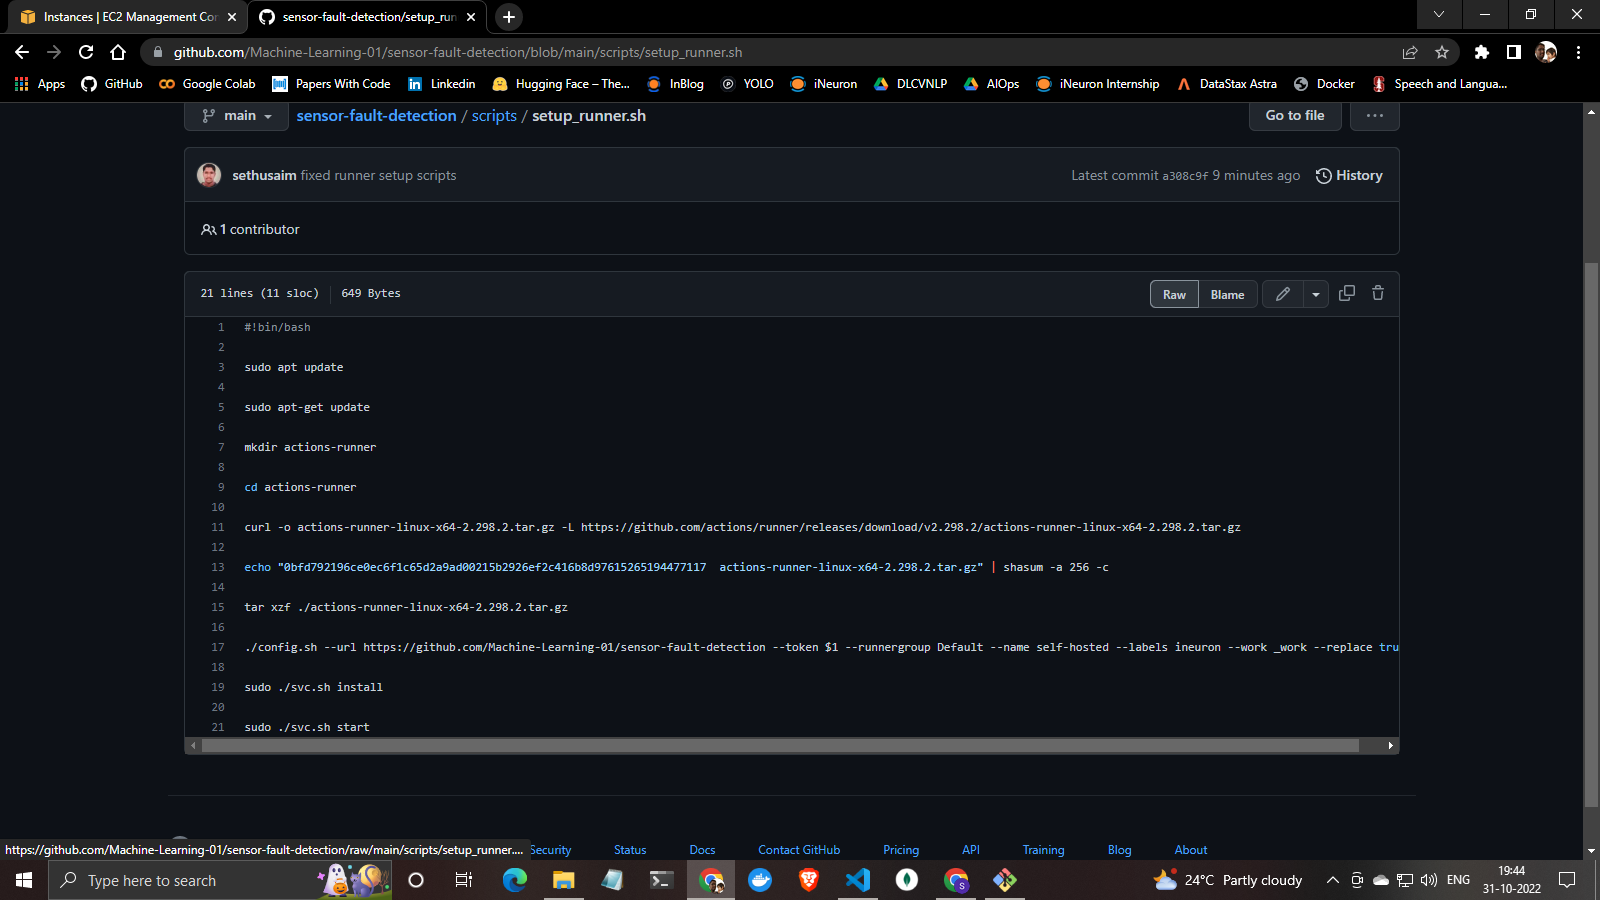 Instances | EC2 Management Con
sensor-fault-detection/setup_run
github.com/Machine-Learning-01/sensor-fault-detection/blob/main/scripts/setup_runner.sh
Apps GitHub Google Colab Papers With Code Linkedin Hugging Face – The... InBlog YOLO iNeuron DLCVNLP AIOps iNeuron Internship DataStax Astra Docker Speech and Langua...
main sensor-fault-detection / scripts / setup_runner.sh Go to file ...
sethusaim fixed runner setup scripts Latest commit a308c9f 9 minutes ago History
1 contributor
21 lines (11 sloc) 649 Bytes Raw Blame
1 #!bin/bash
2
3 sudo apt update
4
5 sudo apt-get update
6
7 mkdir actions-runner
8
9 cd actions-runner
10
11 curl -o actions-runner-linux-x64-2.298.2.tar.gz -L https://github.com/actions/runner/releases/download/v2.298.2/actions-runner-linux-x64-2.298.2.tar.gz
12
13 echo "0bfd792196ce0ec6f1c65d2a9ad00215b2926ef2c416b8d97615265194477117  actions-runner-linux-x64-2.298.2.tar.gz" | shasum -a 256 -c
14
15 tar xzf ./actions-runner-linux-x64-2.298.2.tar.gz
16
17 ./config.sh --url https://github.com/Machine-Learning-01/sensor-fault-detection --token $1 --runnergroup Default --name self-hosted --labels ineuron --work _work --replace tru
18
19 sudo ./svc.sh install
20
21 sudo ./svc.sh start
https://github.com/Machine-Learning-01/sensor-fault-detection/raw/main/scripts/setup_runner....
Security Status Docs Contact GitHub Pricing API Training Blog About
Type here to search
24°C Partly cloudy
ENG
19:44
31-10-2022